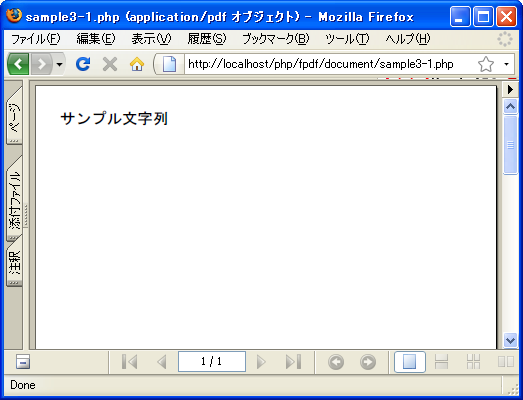 sample3-1.php (application/pdf オブジェクト) - Mozilla Firefox
ファイル(F) 編集(E) 表示(V) 履歴(S) ブックマーク(B) ツール(T) ヘルプ(H)
http://localhost/php/fpdf/document/sample3-1.php
ページ
添付ファイル
注釈
サンプル文字列
1 / 1
Done